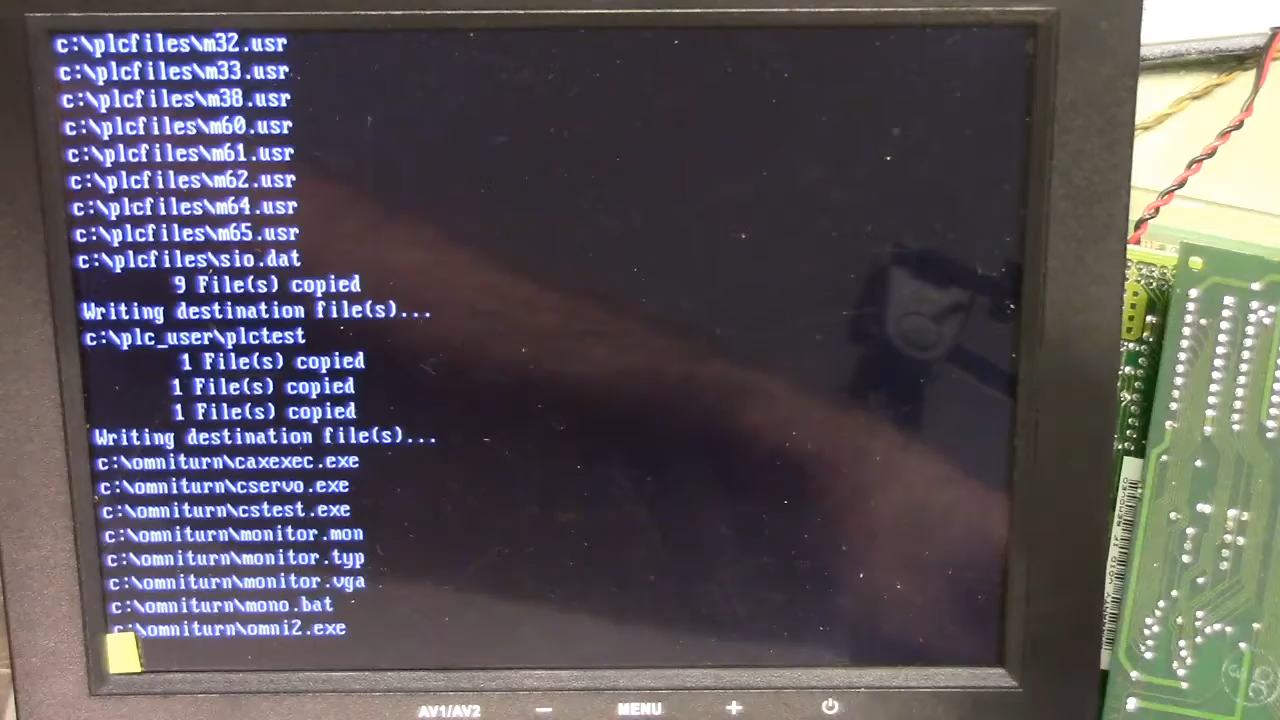 c:\plcfiles\m32.usr
c:\plcfiles\m33.usr
c:\plcfiles\m38.usr
c:\plcfiles\m60.usr
c:\plcfiles\m61.usr
c:\plcfiles\m62.usr
c:\plcfiles\m64.usr
c:\plcfiles\m65.usr
c:\plcfiles\sio.dat
9 File(s) copied
Writing destination file(s)...
c:\plc_user\plctest
1 File(s) copied
1 File(s) copied
1 File(s) copied
Writing destination file(s)...
c:\omniturn\caxexec.exe
c:\omniturn\cservo.exe
c:\omniturn\cstest.exe
c:\omniturn\monitor.mon
c:\omniturn\monitor.typ
c:\omniturn\monitor.vga
c:\omniturn\mono.bat
c:\omniturn\omni2.exe
AV1/AV2 − MENU +
VOID IF REMOVED